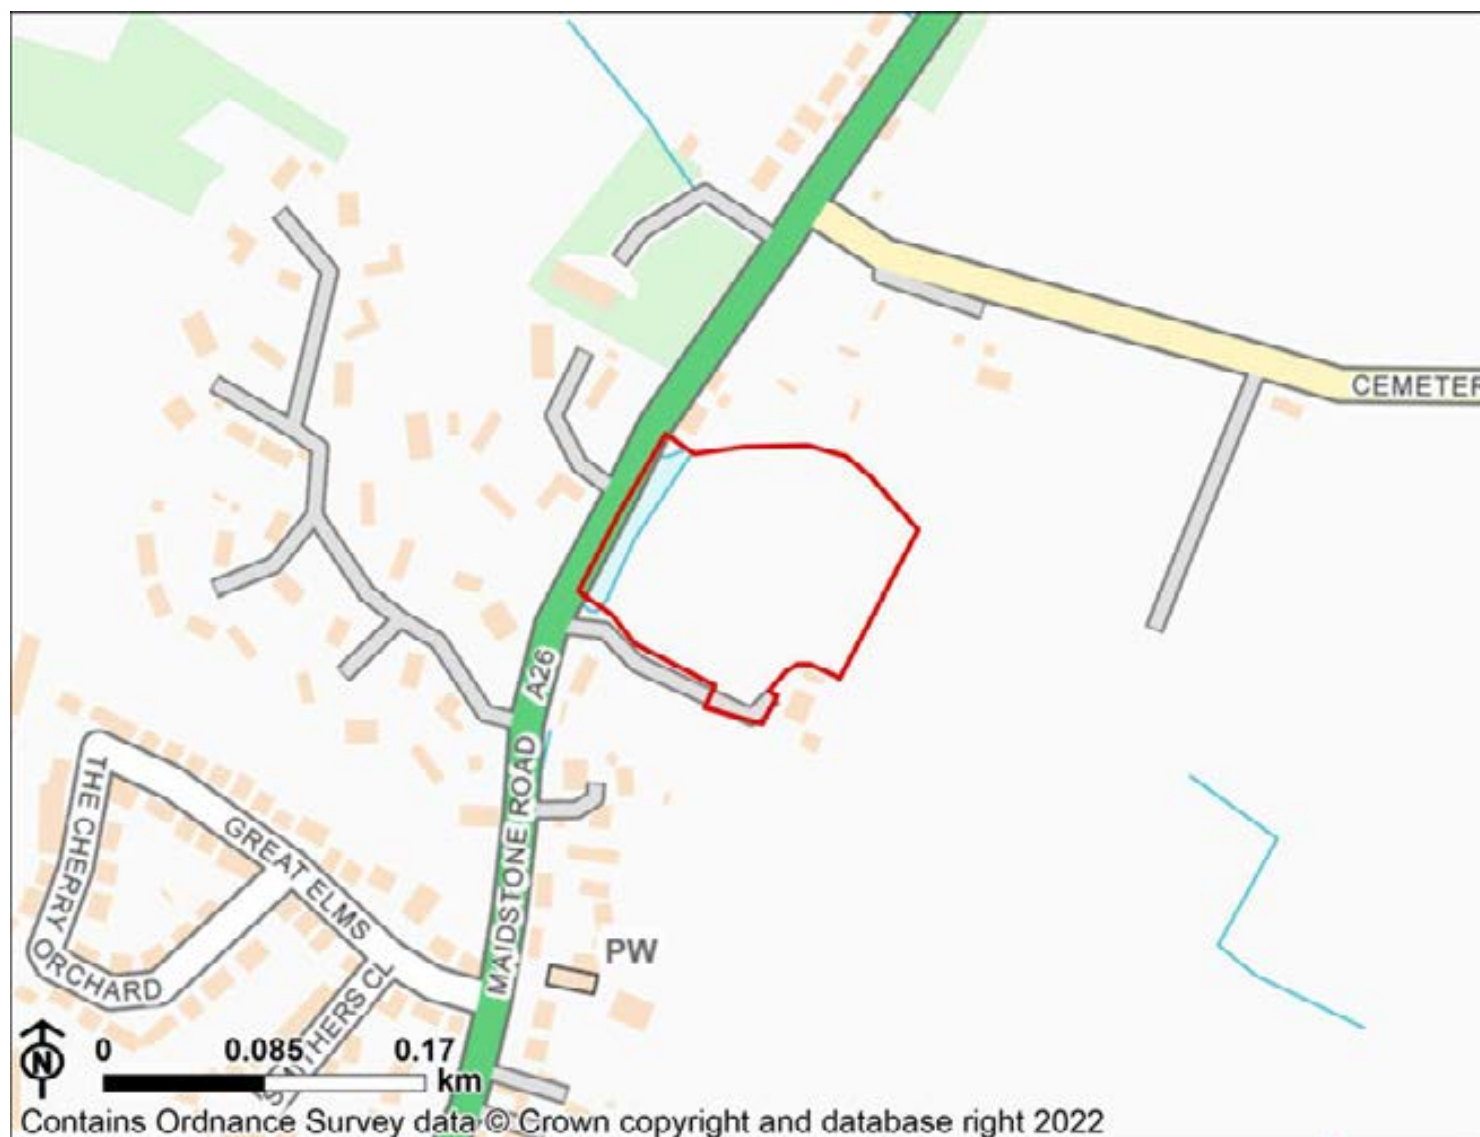 CEMETER
A26
MAIDSTONE ROAD
THE CHERRY
ORCHARD
GREAT ELMS
THERS CL
PW
N
0 0.085 0.17
km
Contains Ordnance Survey data © Crown copyright and database right 2022